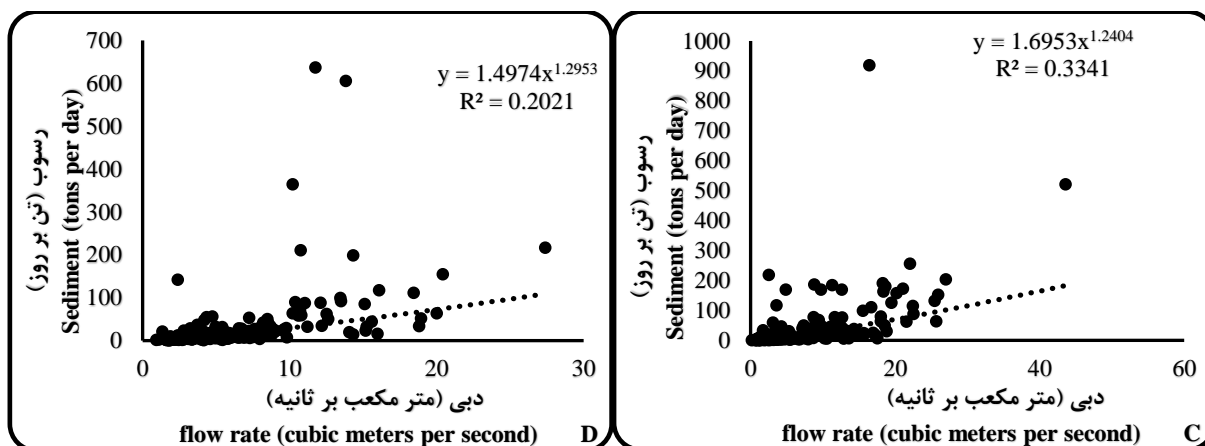 y = 1.4974x^1.2953
R² = 0.2021
700
600
500
400
300
200
100
0
رسوب (تن بر روز)
Sediment (tons per day)
0
10
20
30
دبی (متر مکعب بر ثانیه)
flow rate (cubic meters per second)
D
y = 1.6953x^1.2404
R² = 0.3341
1000
900
800
700
600
500
400
300
200
100
0
رسوب (تن بر روز)
Sediment (tons per day)
0
20
40
60
دبی (متر مکعب بر ثانیه)
flow rate (cubic meters per second)
C